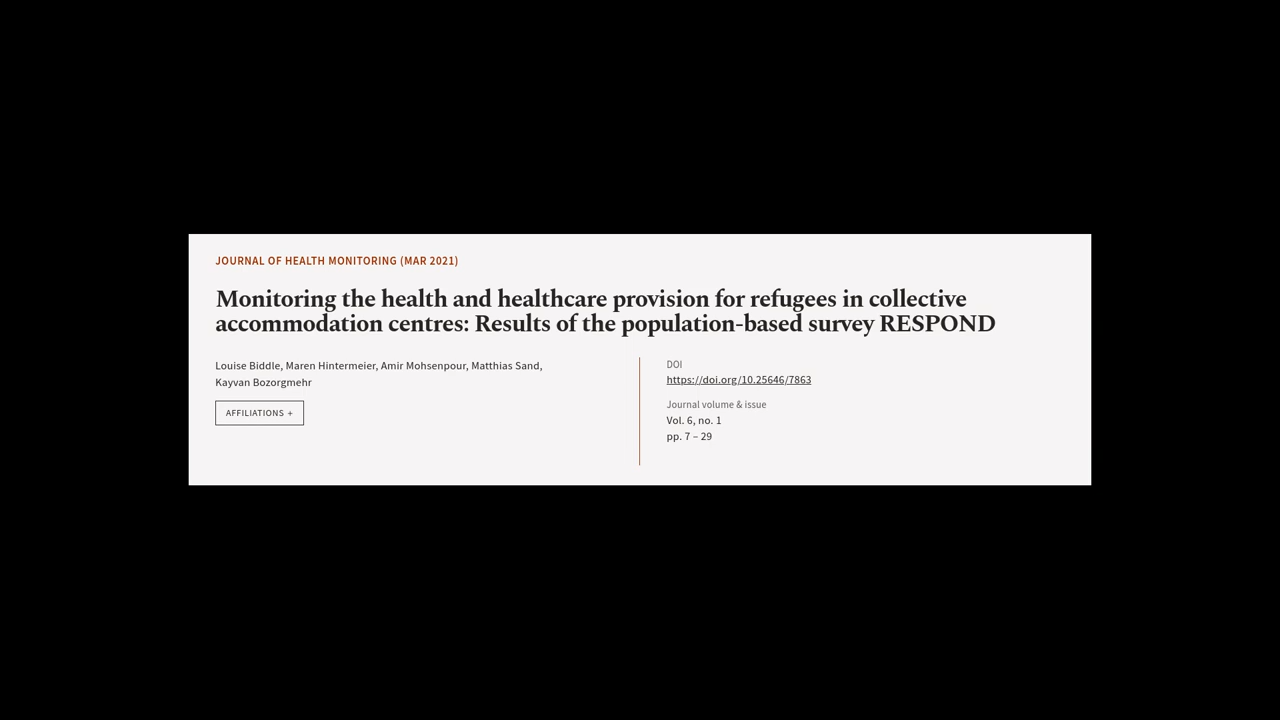 JOURNAL OF HEALTH MONITORING (MAR 2021)
Monitoring the health and healthcare provision for refugees in collective
accommodation centres: Results of the population-based survey RESPOND
Louise Biddle, Maren Hintermeier, Amir Mohsenpour, Matthias Sand,
Kayvan Bozorgmehr
AFFILIATIONS +
DOI
https://doi.org/10.25646/7863
Journal volume & issue
Vol. 6, no. 1
pp. 7 – 29